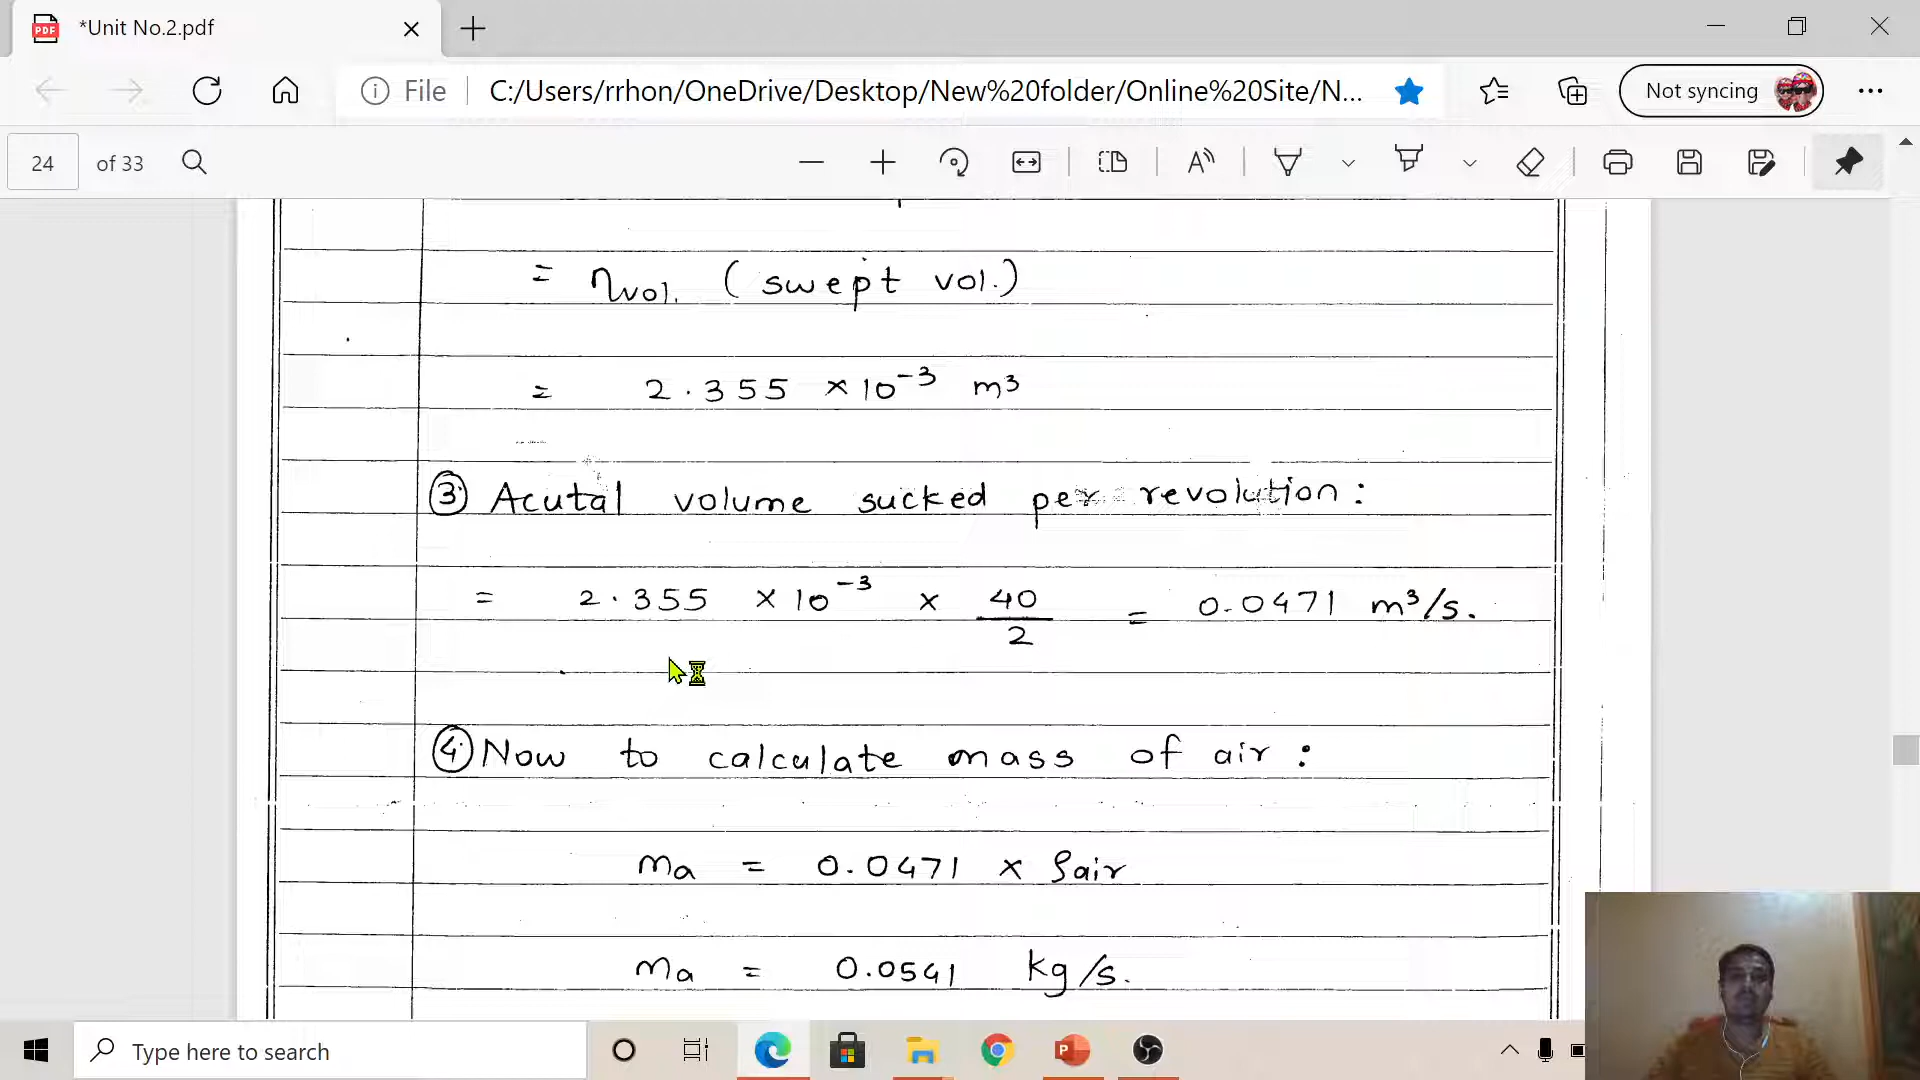 *Unit No.2.pdf
File C:/Users/rrhon/OneDrive/Desktop/New%20folder/Online%20Site/N... Not syncing
24 of 33
= ηvol. (swept vol.)
= 2.355 × 10⁻³ m³
③ Acutal volume sucked per revolution :
= 2.355 × 10⁻³ × 40/2 = 0.0471 m³/s.
④ Now to calculate mass of air :
ma = 0.0471 × ρair
ma = 0.0541 kg/s.
Type here to search